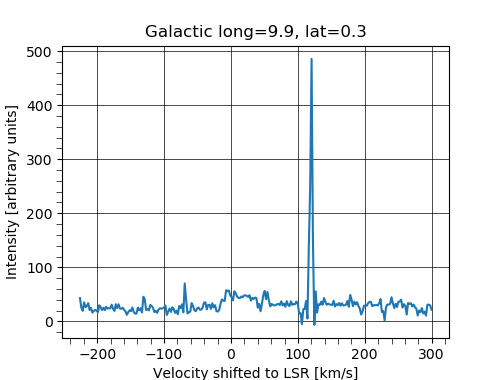 Galactic long=9.9, lat=0.3
500
400
300
200
100
0
Intensity [arbitrary units]
−200 −100 0 100 200 300
Velocity shifted to LSR [km/s]